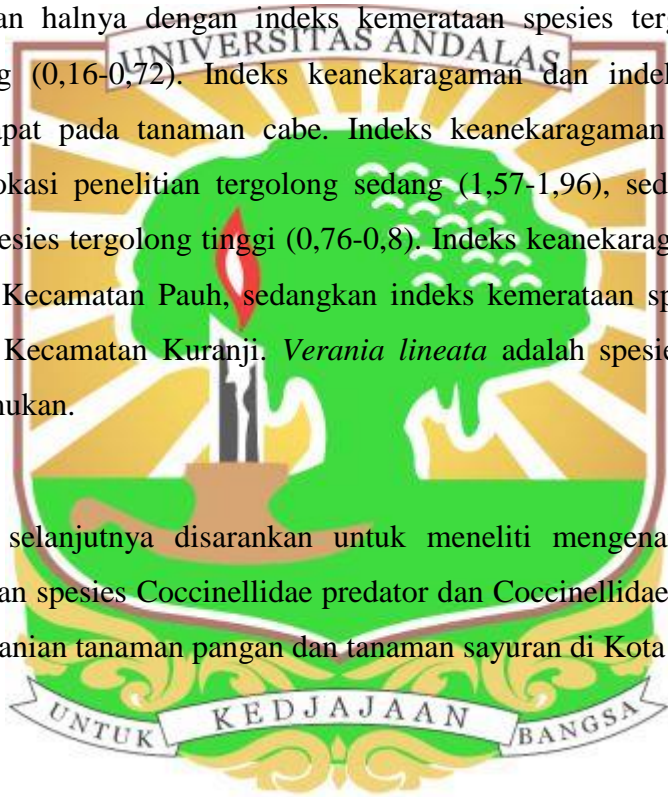 an halnya dengan indeks kemerataan spesies terg
UNIVERSITAS ANDALAS
g (0,16-0,72). Indeks keanekaragaman dan indel
apat pada tanaman cabe. Indeks keanekaragaman
okasi penelitian tergolong sedang (1,57-1,96), sed
esies tergolong tinggi (0,76-0,8). Indeks keanekarag
Kecamatan Pauh, sedangkan indeks kemerataan sp
Kecamatan Kuranji. Verania lineata adalah spesie
nukan.
selanjutnya disarankan untuk meneliti mengena
an spesies Coccinellidae predator dan Coccinellidae
anian tanaman pangan dan tanaman sayuran di Kota
UNTUK KEDJAJAAN BANGSA